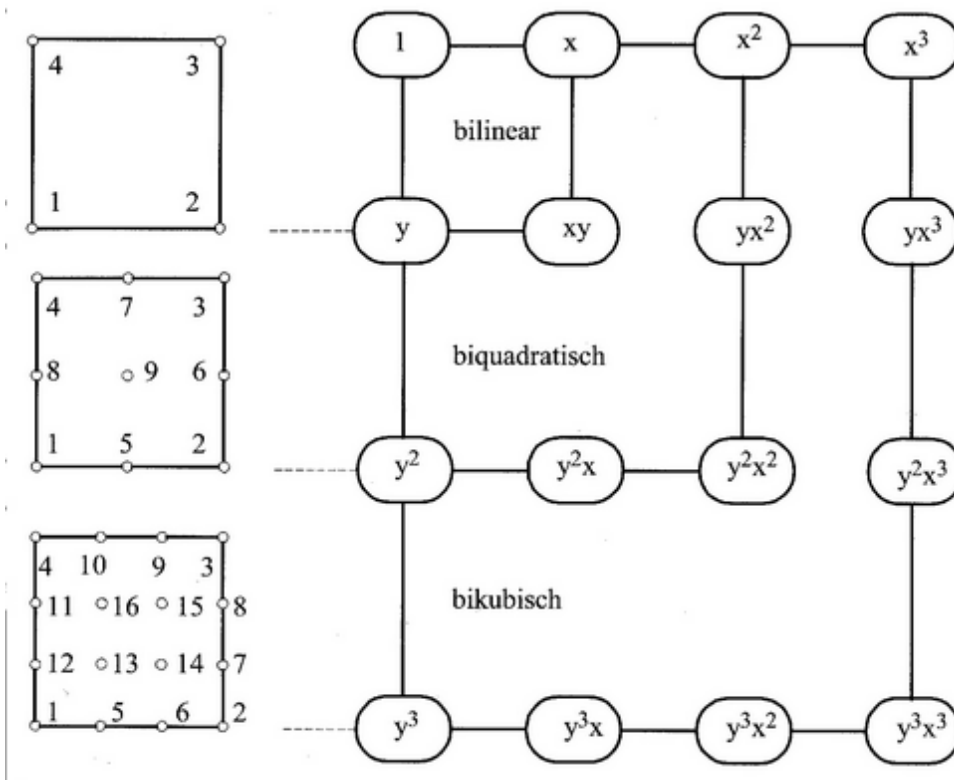 4 3
1 2
4 7 3
8 9 6
1 5 2
4 10 9 3
11 16 15 8
12 13 14 7
1 5 6 2
1 x x² x³
bilinear
y xy yx² yx³
biquadratisch
y² y²x y²x² y²x³
bikubisch
y³ y³x y³x² y³x³